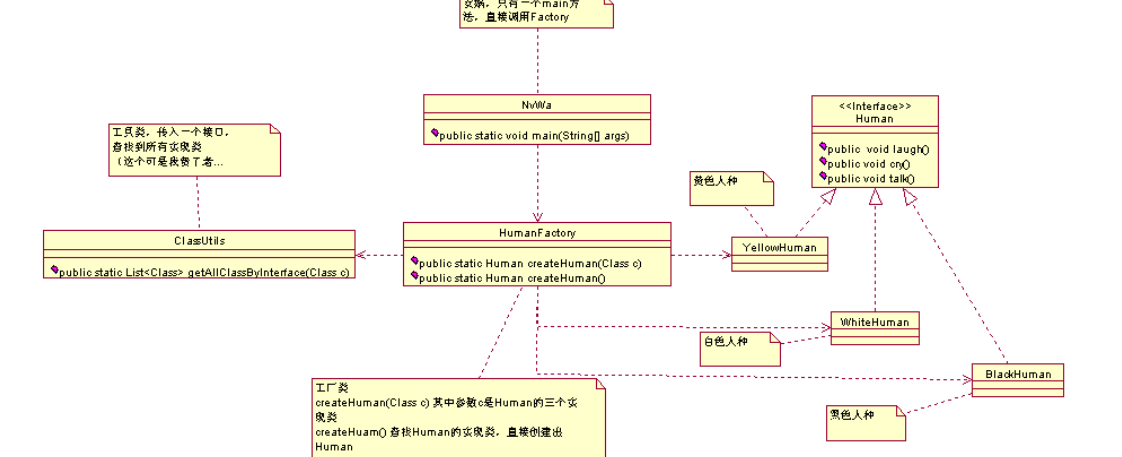 女娲，只有一个main方
法，直接调用Factory
NvWa
public static void main(String[] args)
<<Interface>>
Human
public void laugh()
public void cry()
public void talk()
工具类，传入一个接口，
查找到所有实现类
（这个可是我费了老...
黄色人种
ClassUtils
public static List<Class> getAllClassByInterface(Class c)
HumanFactory
public static Human createHuman(Class c)
public static Human createHuman()
YellowHuman
WhiteHuman
白色人种
BlackHuman
黑色人种
工厂类
createHuman(Class c) 其中参数c是Human的三个实
现类
createHuam() 查找Human的实现类，直接创建出
Human